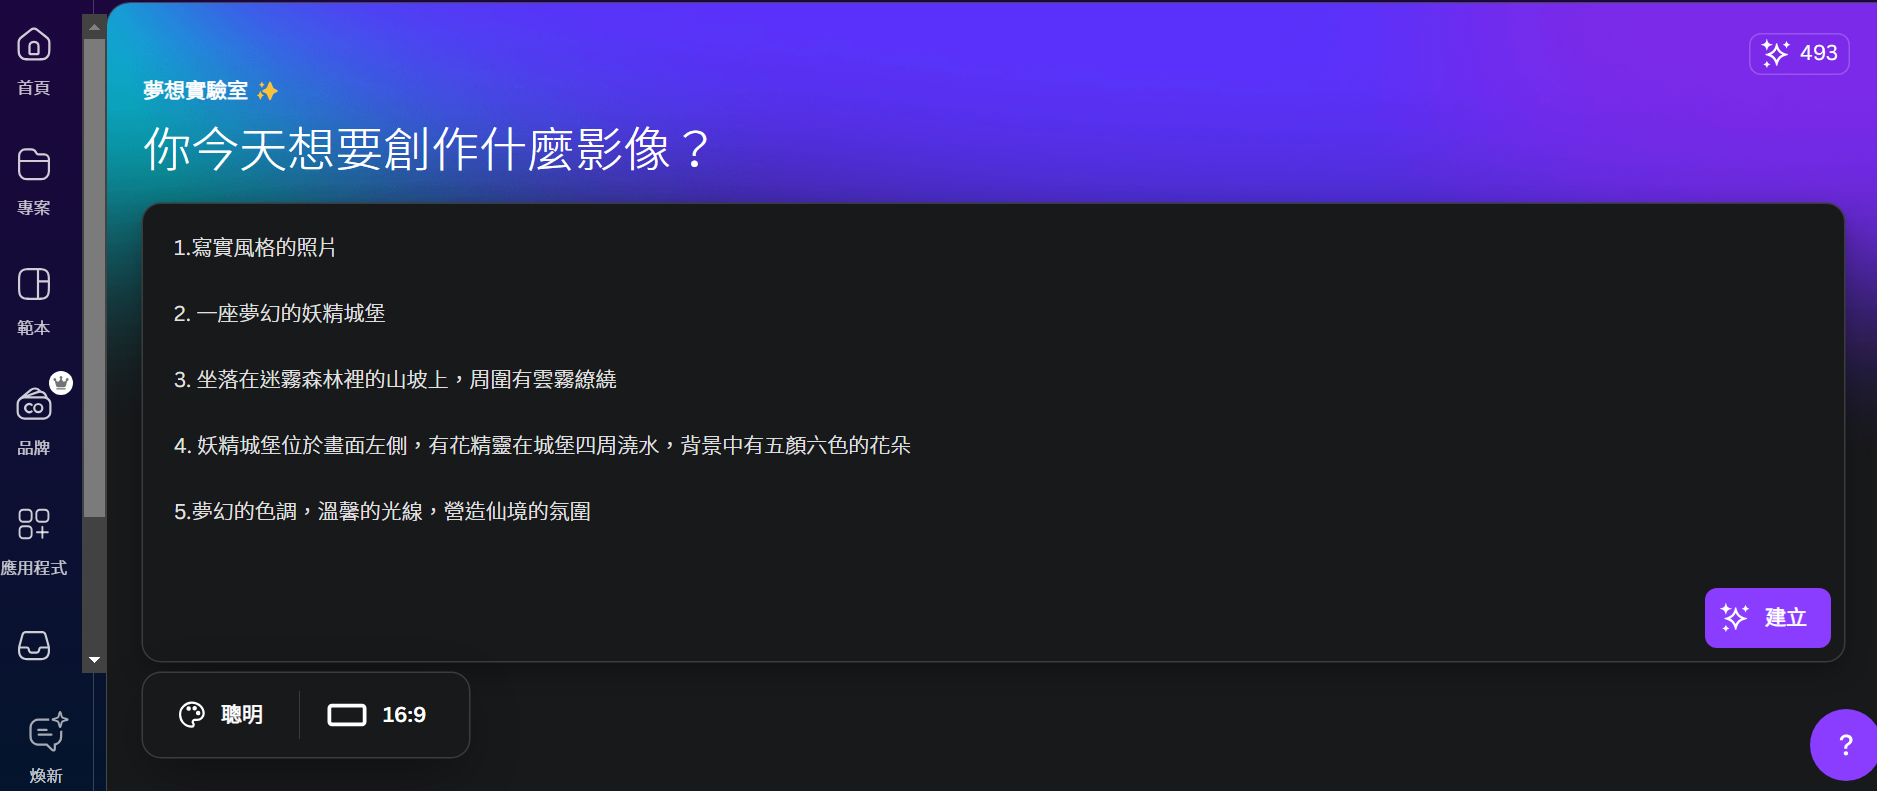 首頁
專案
範本
CO
品牌
應用程式
煥新
493
夢想實驗室 ✨
你今天想要創作什麼影像？
1.寫實風格的照片
2. 一座夢幻的妖精城堡
3. 坐落在迷霧森林裡的山坡上，周圍有雲霧繚繞
4. 妖精城堡位於畫面左側，有花精靈在城堡四周澆水，背景中有五顏六色的花朵
5.夢幻的色調，溫馨的光線，營造仙境的氛圍
建立
聰明
16:9
?